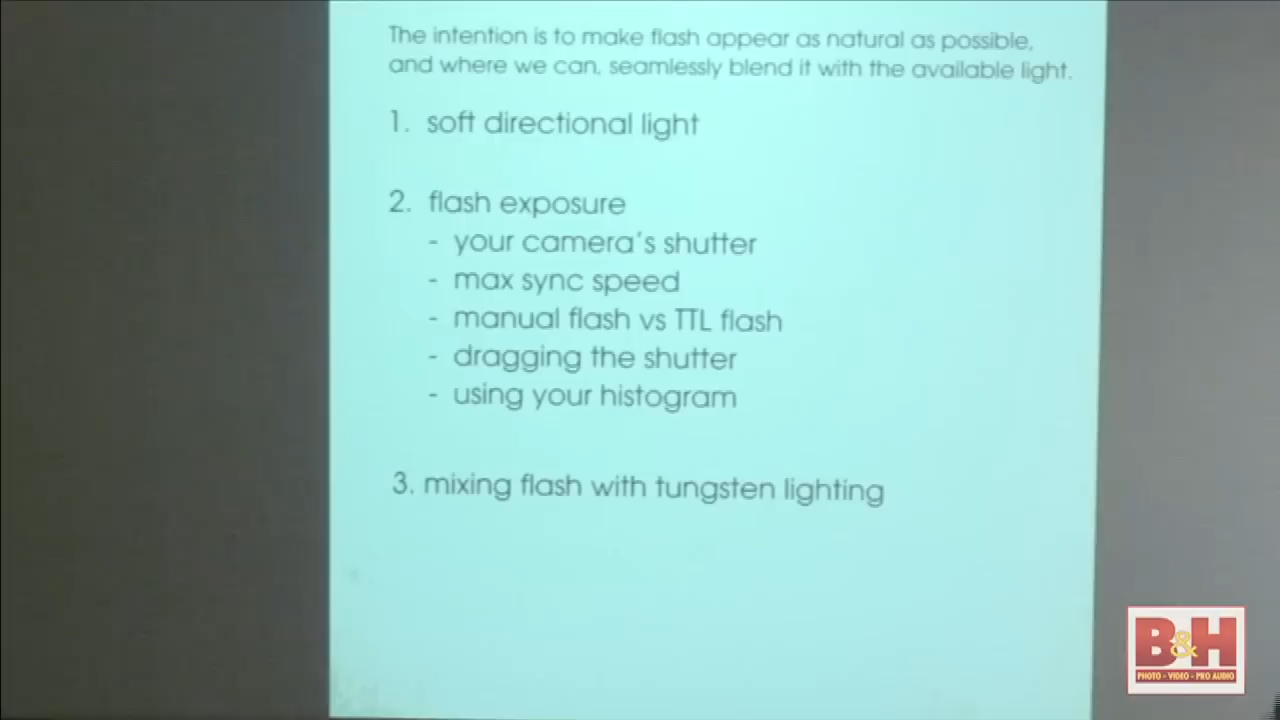 The intention is to make flash appear as natural as possible,
and where we can, seamlessly blend it with the available light.
1. soft directional light
2. flash exposure
- your camera's shutter
- max sync speed
- manual flash vs TTL flash
- dragging the shutter
- using your histogram
3. mixing flash with tungsten lighting
B&H
PHOTO - VIDEO - PRO AUDIO